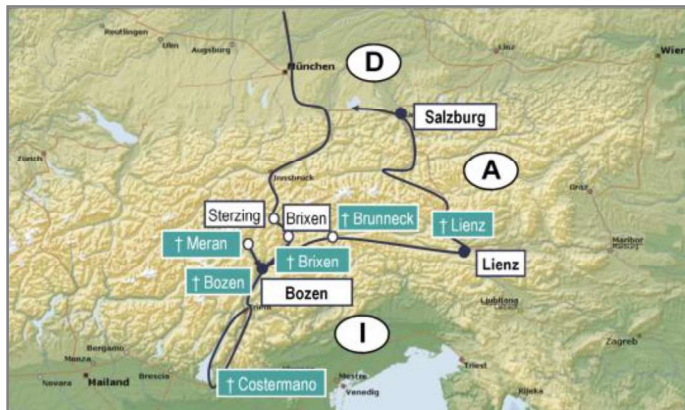 Reutlingen
Ulm
Augsburg
München
D
Linz
Wien
Salzburg
Zürich
Innsbruck
A
Graz
Sterzing
Brixen
† Brunneck
† Lienz
† Meran
† Brixen
Lienz
Maribor
† Bozen
Bozen
Trient
Ljubljana
I
Zagreb
Bergamo
Monza
Brescia
Triest
Novara
Mailand
† Costermano
Mestre
Venedig
Rijeka